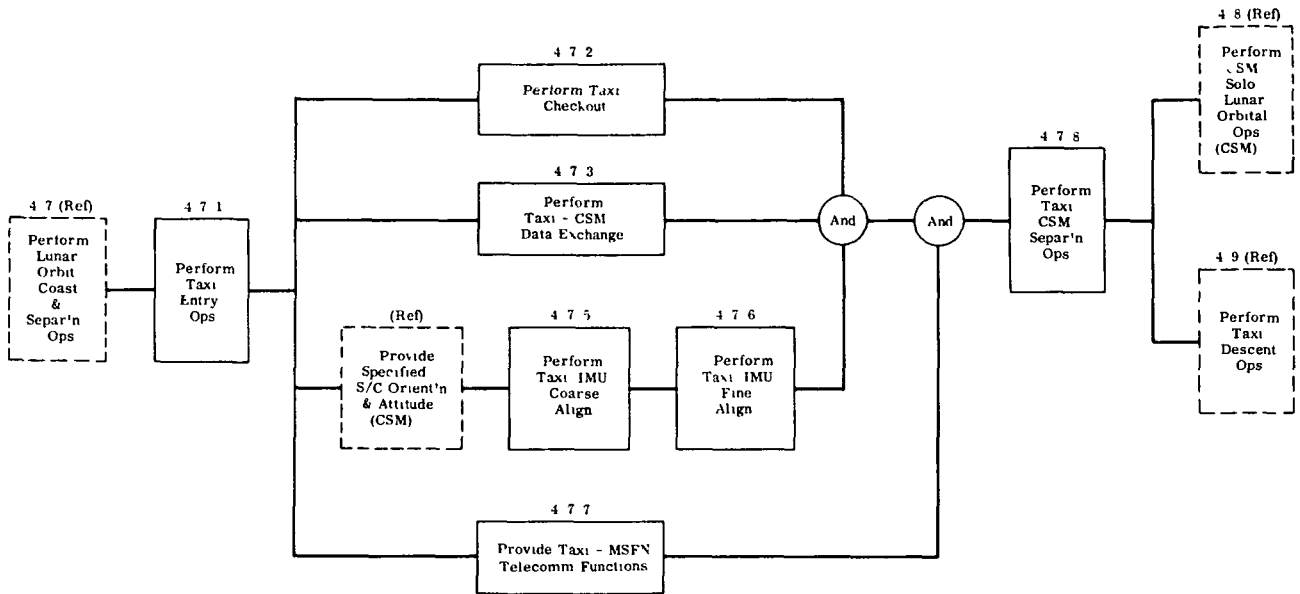 4 7 (Ref)
Perform
Lunar
Orbit
Coast
&
Separ'n
Ops
4 7 1
Perform
Taxi
Entry
Ops
4 7 2
Perform Taxi
Checkout
4 7 3
Perform
Taxi - CSM
Data Exchange
(Ref)
Provide
Specified
S/C Orient'n
& Attitude
(CSM)
4 7 5
Perform
Taxi IMU
Coarse
Align
4 7 6
Perform
Taxi IMU
Fine
Align
4 7 7
Provide Taxi - MSFN
Telecomm Functions
And
And
4 7 8
Perform
Taxi
CSM
Separ'n
Ops
4 8 (Ref)
Perform
CSM
Solo
Lunar
Orbital
Ops
(CSM)
4 9 (Ref)
Perform
Taxi
Descent
Ops